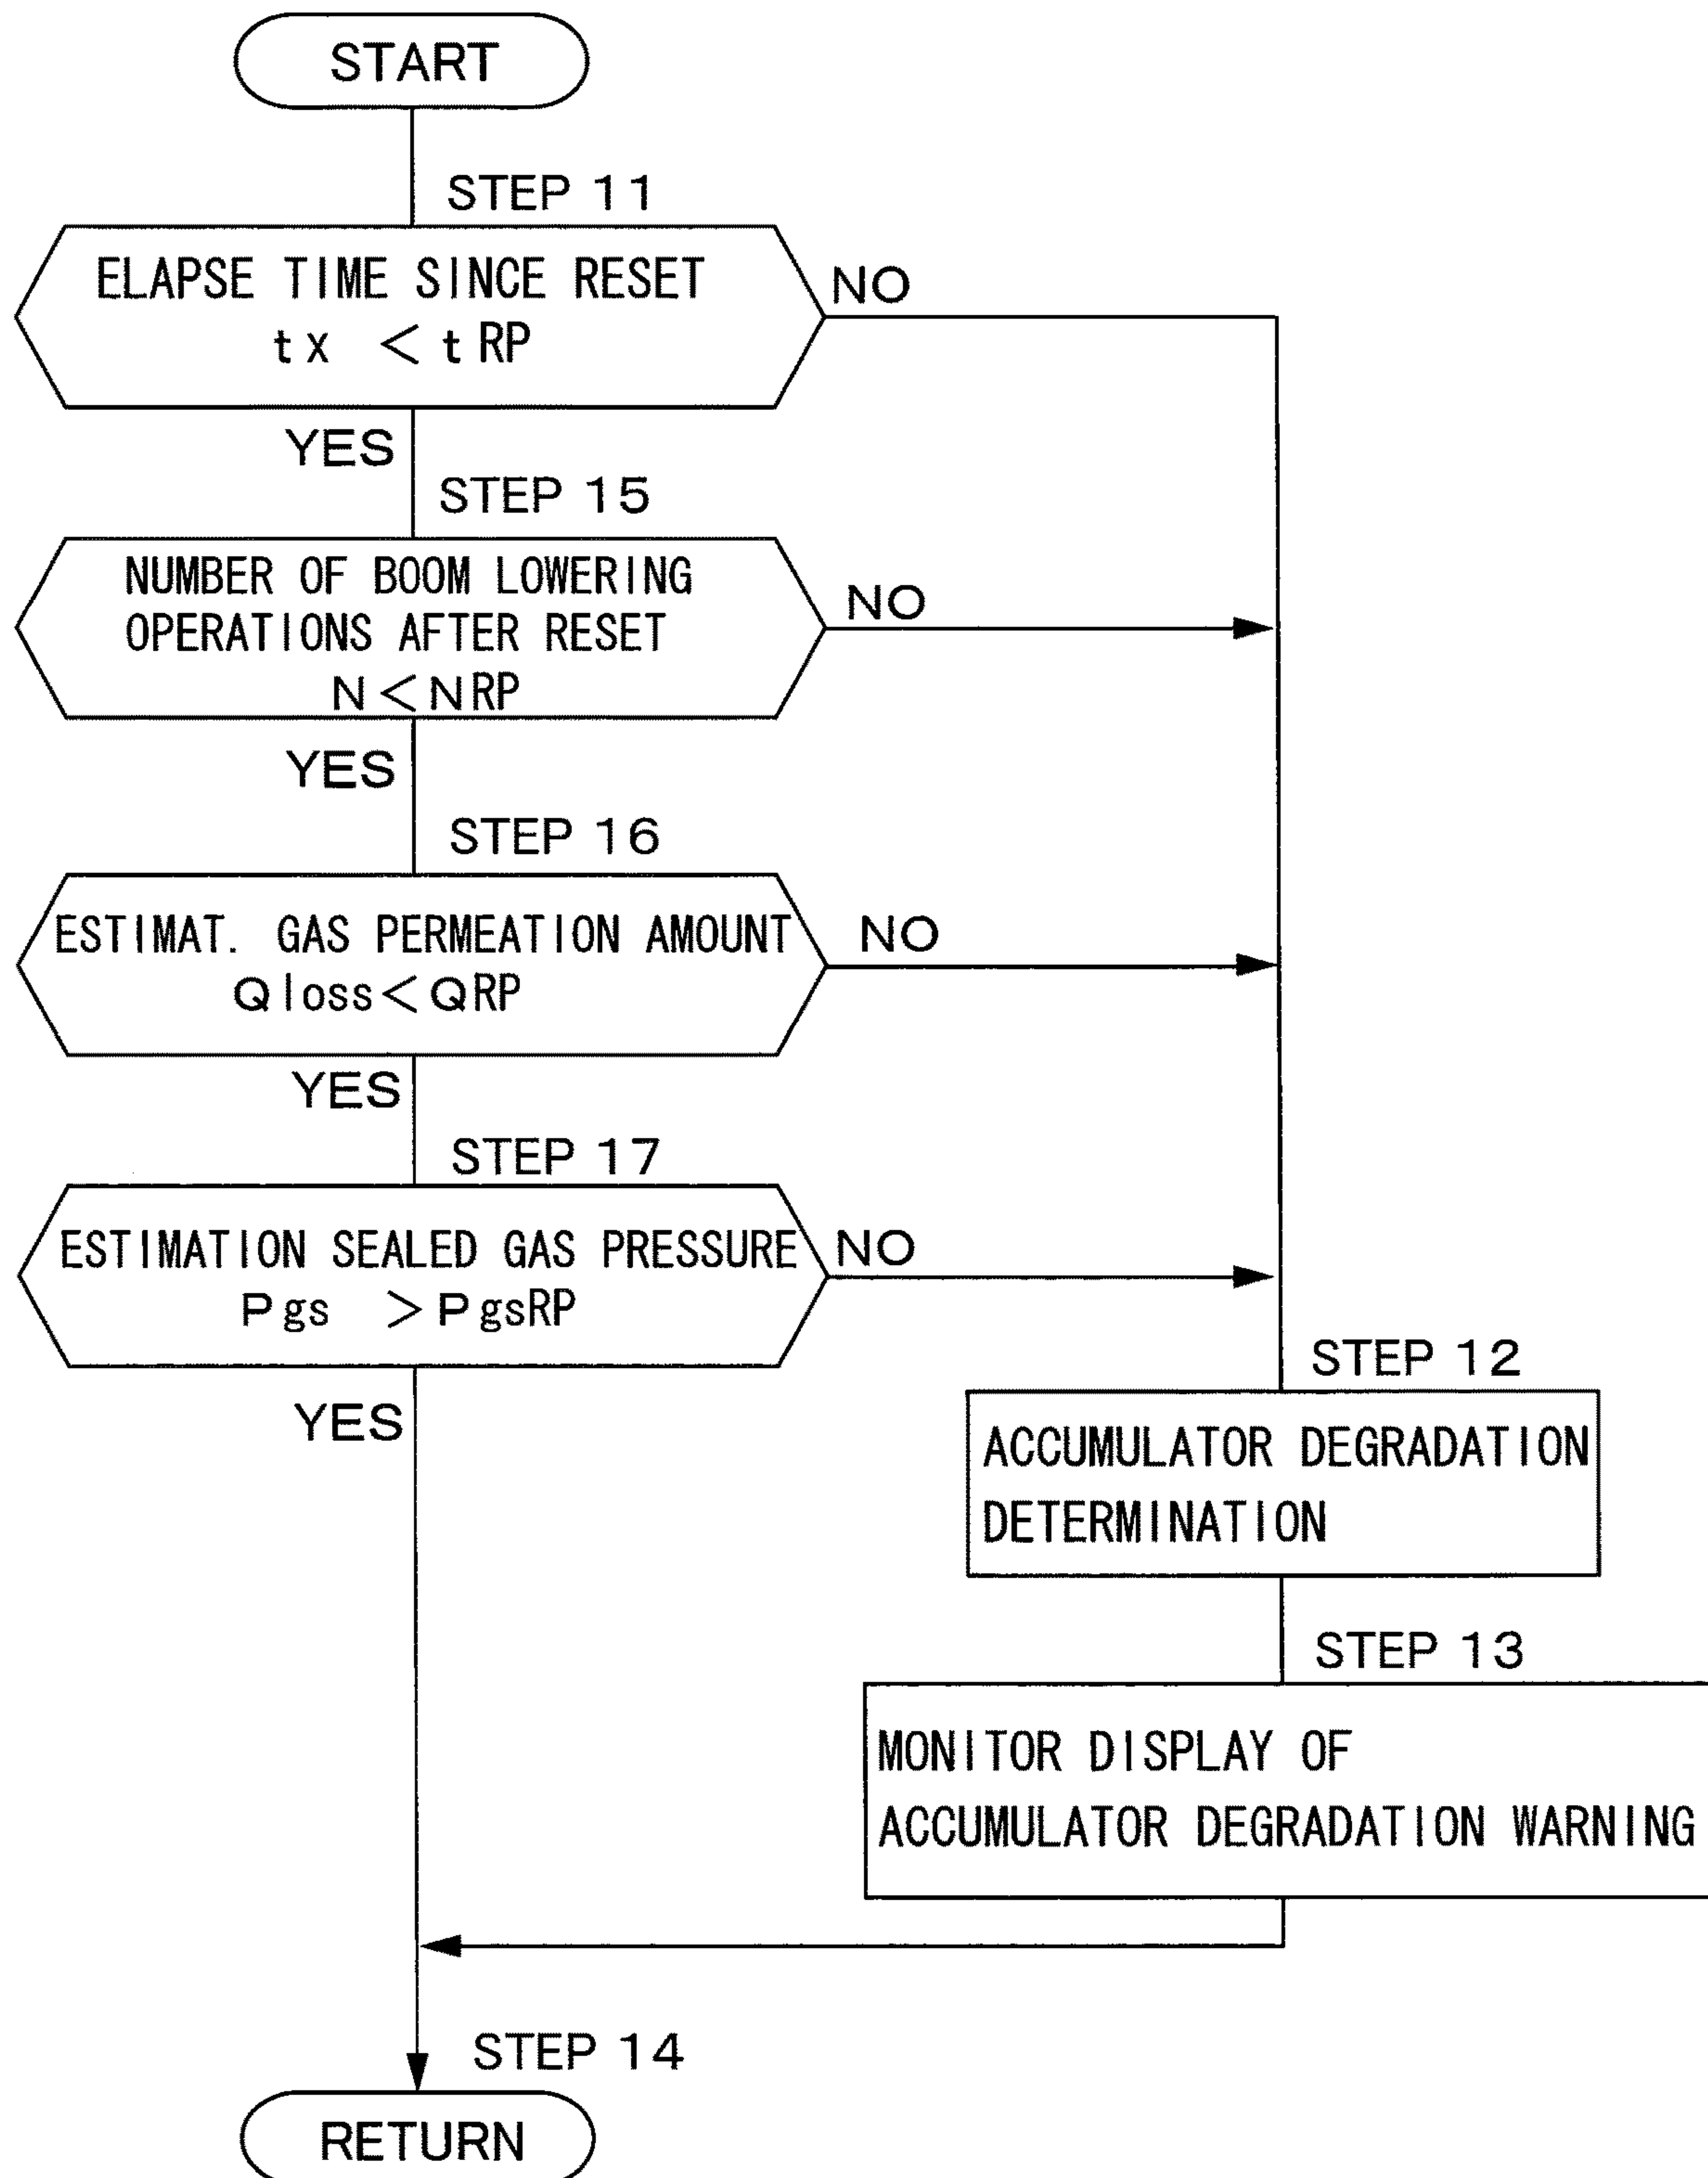 START
STEP 11
ELAPSE TIME SINCE RESET
tx < tRP
NO
YES
STEP 15
NUMBER OF BOOM LOWERING
OPERATIONS AFTER RESET
N<NRP
NO
YES
STEP 16
ESTIMAT. GAS PERMEATION AMOUNT
Qloss<QRP
NO
YES
STEP 17
ESTIMATION SEALED GAS PRESSURE
Pgs >PgsRP
NO
YES
STEP 12
ACCUMULATOR DEGRADATION
DETERMINATION
STEP 13
MONITOR DISPLAY OF
ACCUMULATOR DEGRADATION WARNING
STEP 14
RETURN